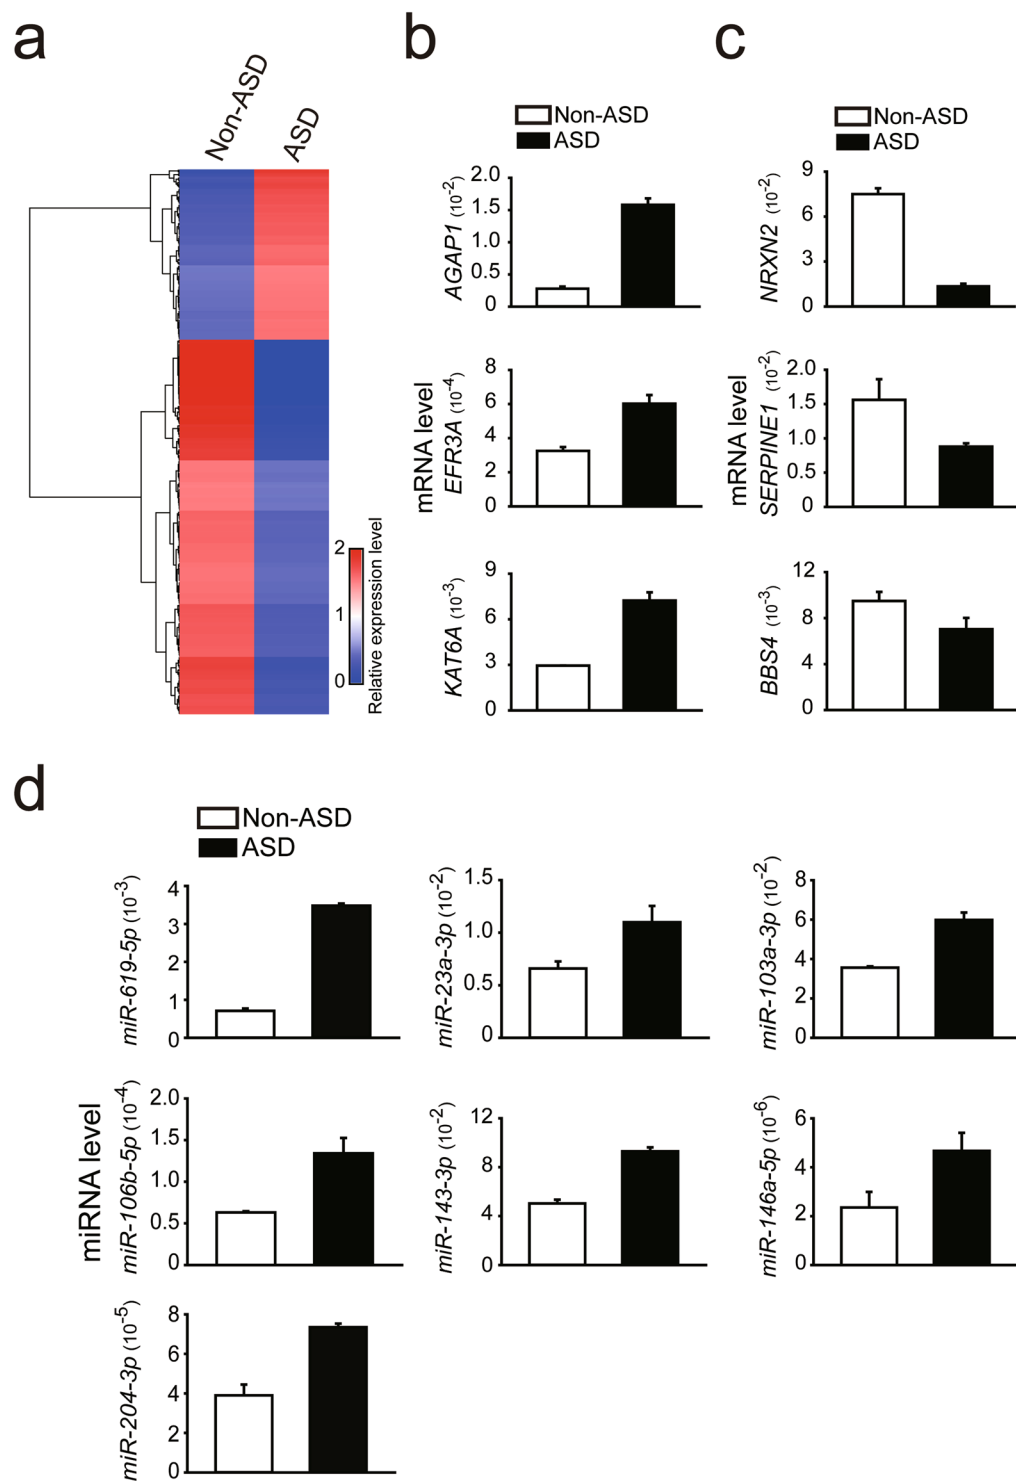 a
Non-ASD
ASD
2
1
0
Relative expression level
b
Non-ASD
ASD
mRNA level
AGAP1 (10-2)
2.0
1.5
1.0
0.5
0
EFR3A (10-4)
8
6
4
2
0
KAT6A (10-3)
9
6
3
0
c
Non-ASD
ASD
mRNA level
NRXN2 (10-2)
9
6
3
0
SERPINE1 (10-2)
2.0
1.5
1.0
0.5
0
BBS4 (10-3)
12
8
4
0
d
Non-ASD
ASD
miRNA level
miR-619-5p (10-3)
4
3
2
1
0
miR-23a-3p (10-2)
1.5
1.0
0.5
0
miR-103a-3p (10-2)
8
6
4
2
0
miR-106b-5p (10-4)
2.0
1.5
1.0
0.5
0
miR-143-3p (10-2)
12
8
4
0
miR-146a-5p (10-6)
6
4
2
0
miR-204-3p (10-5)
8
6
4
2
0